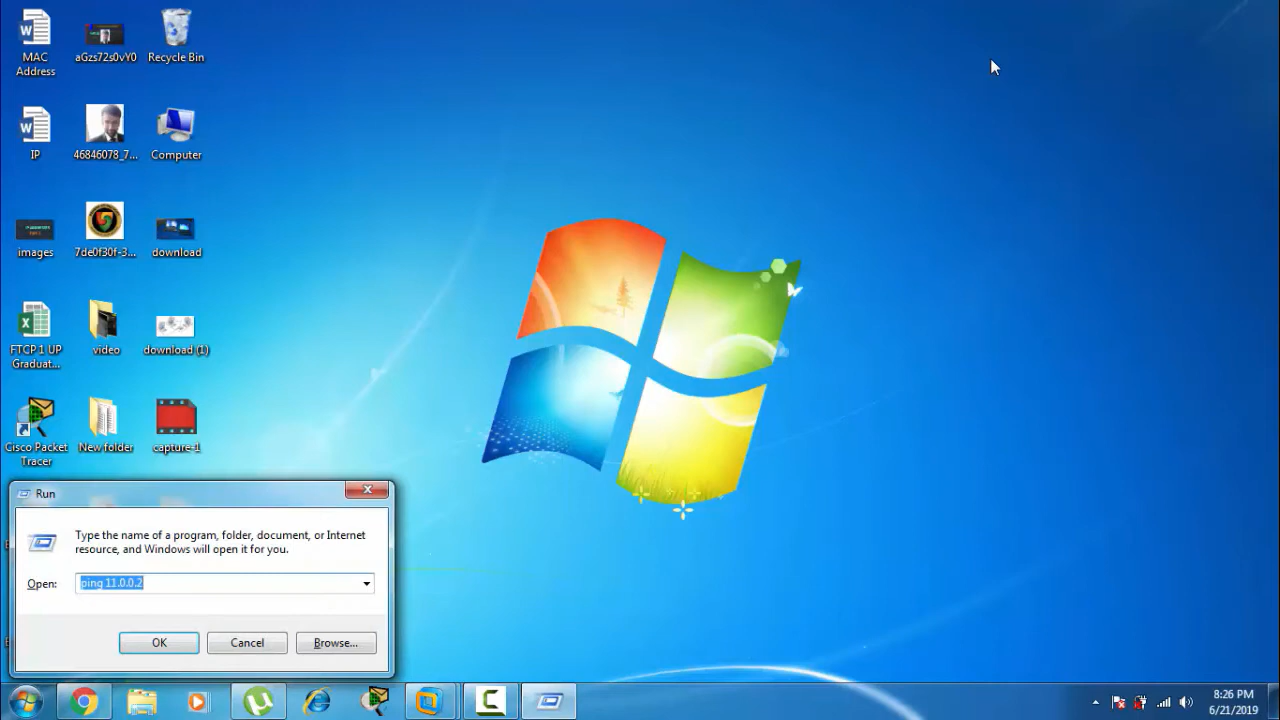 MAC
Address
aGzs72s0vY0
Recycle Bin
IP
46846078_7...
Computer
images
7de0f30f-3...
download
FTCP 1 UP
Graduat...
video
download (1)
Cisco Packet
Tracer
New folder
capture-1
Run
Type the name of a program, folder, document, or Internet
resource, and Windows will open it for you.
Open:
ping 11.0.0.2
OK
Cancel
Browse...
8:26 PM
6/21/2019